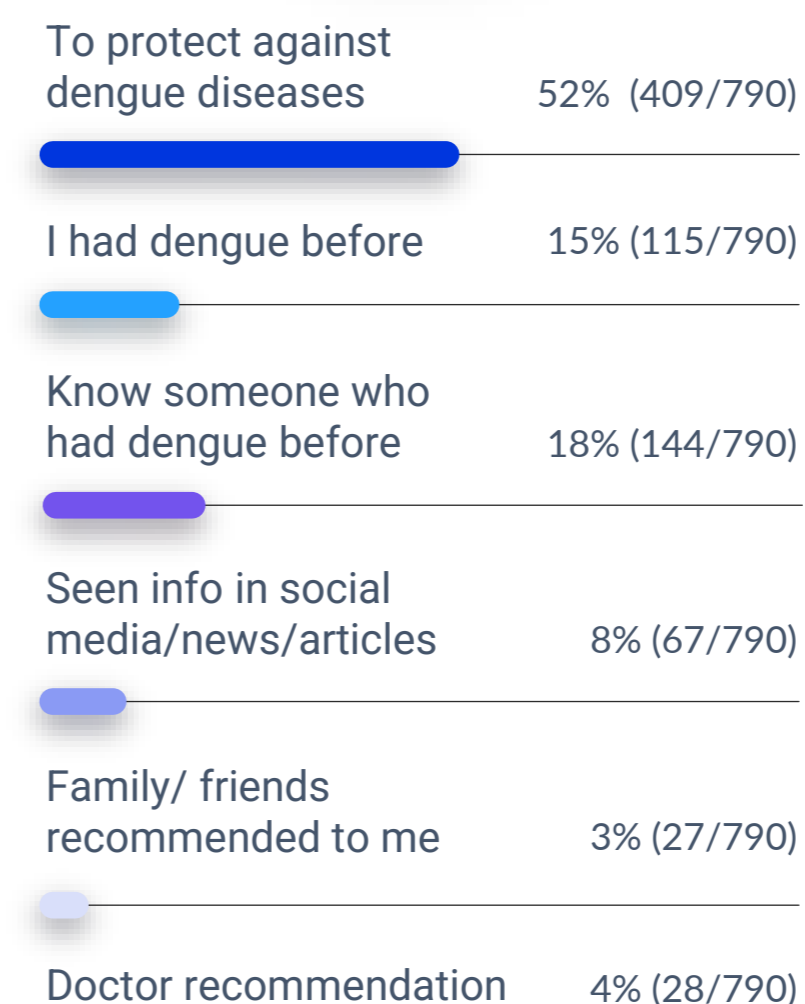 To protect against
dengue diseases 52% (409/790)
I had dengue before 15% (115/790)
Know someone who
had dengue before 18% (144/790)
Seen info in social
media/news/articles 8% (67/790)
Family/ friends
recommended to me 3% (27/790)
Doctor recommendation 4% (28/790)